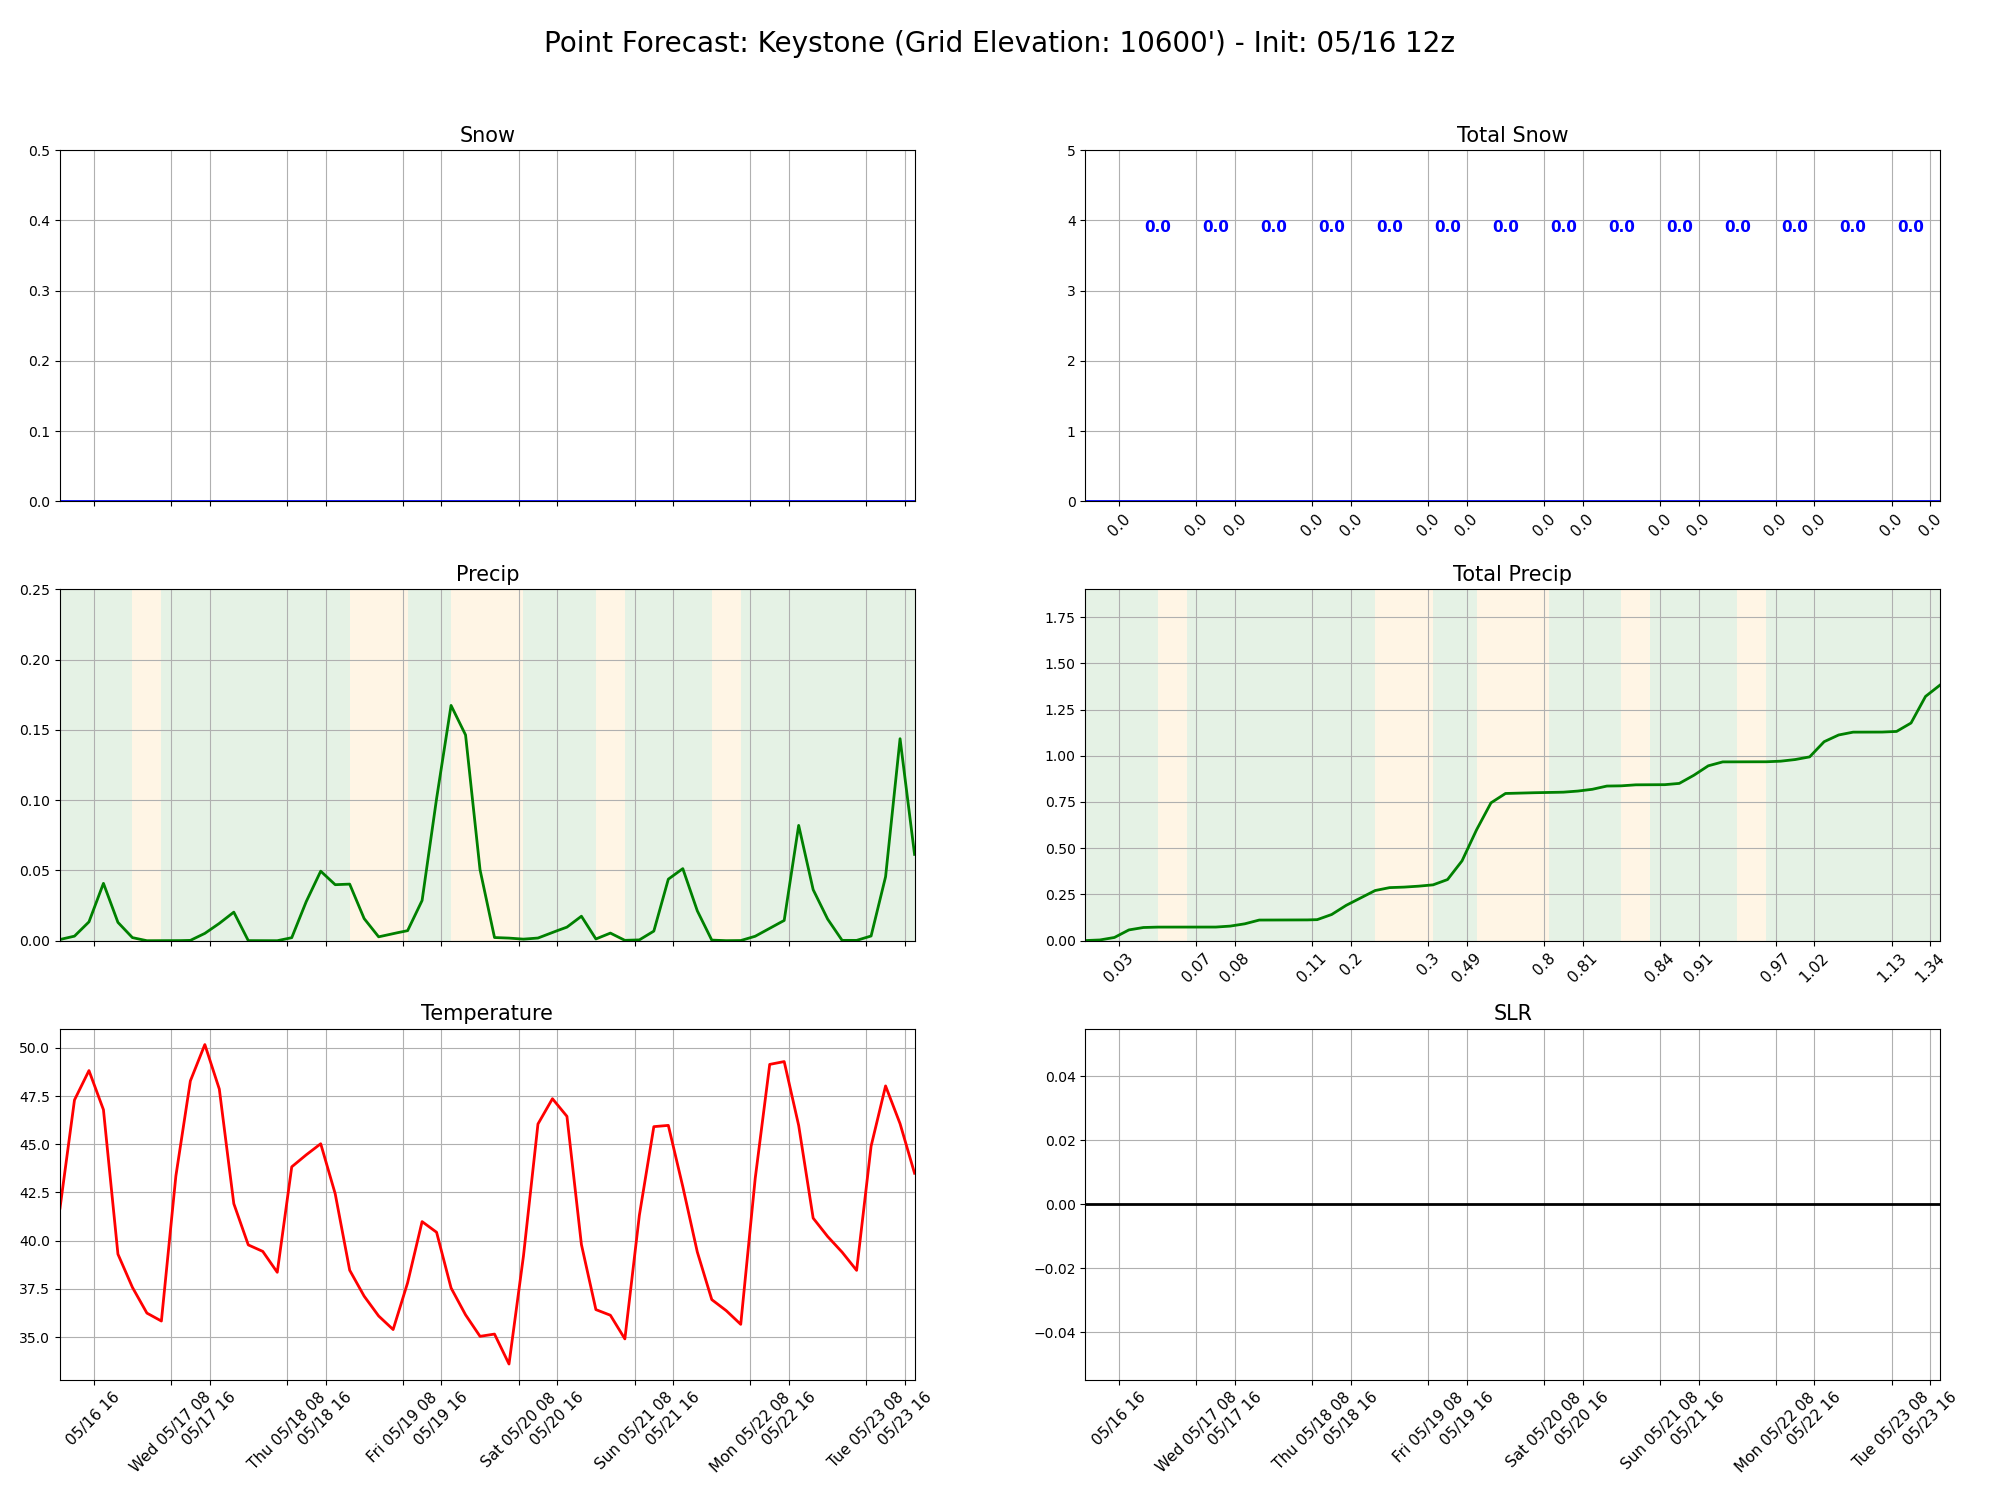 Point Forecast: Keystone (Grid Elevation: 10600') - Init: 05/16 12z
Snow
0.5
0.4
0.3
0.2
0.1
0.0
Total Snow
5
4
3
2
1
0
0.0 0.0 0.0 0.0 0.0 0.0 0.0 0.0 0.0 0.0 0.0 0.0 0.0 0.0
0.0 0.0 0.0 0.0 0.0 0.0 0.0 0.0 0.0 0.0 0.0 0.0 0.0 0.0 0.0
Precip
0.25
0.20
0.15
0.10
0.05
0.00
Total Precip
1.75
1.50
1.25
1.00
0.75
0.50
0.25
0.00
0.03 0.07 0.08 0.11 0.2 0.3 0.49 0.8 0.81 0.84 0.91 0.97 1.02 1.13 1.34
Temperature
50.0
47.5
45.0
42.5
40.0
37.5
35.0
05/16 16
Wed 05/17 08
05/17 16
Thu 05/18 08
05/18 16
Fri 05/19 08
05/19 16
Sat 05/20 08
05/20 16
Sun 05/21 08
05/21 16
Mon 05/22 08
05/22 16
Tue 05/23 08
05/23 16
SLR
0.04
0.02
0.00
−0.02
−0.04
05/16 16
Wed 05/17 08
05/17 16
Thu 05/18 08
05/18 16
Fri 05/19 08
05/19 16
Sat 05/20 08
05/20 16
Sun 05/21 08
05/21 16
Mon 05/22 08
05/22 16
Tue 05/23 08
05/23 16